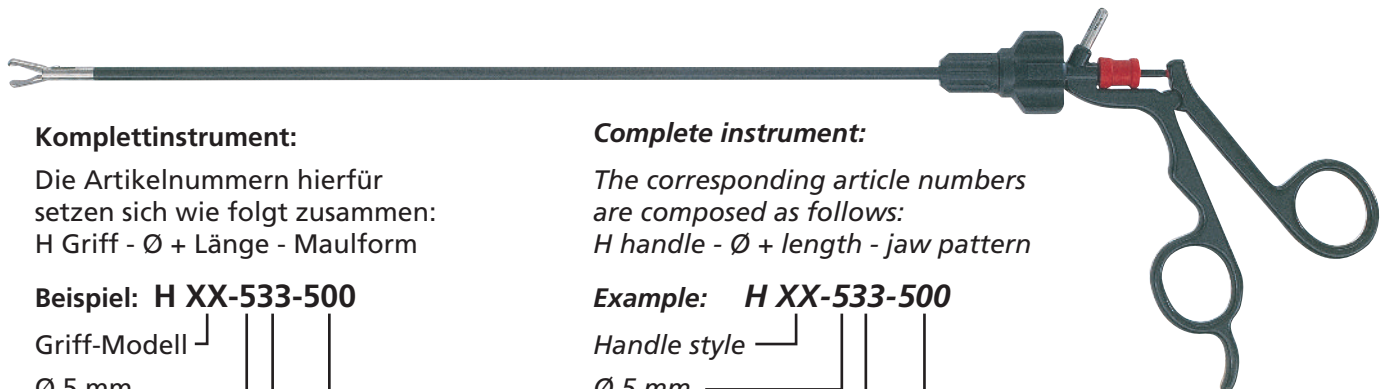 Komplettinstrument:
Die Artikelnummern hierfür
setzen sich wie folgt zusammen:
H Griff - Ø + Länge - Maulform
Beispiel: H XX-533-500
Griff-Modell
Ø 5 mm
Complete instrument:
The corresponding article numbers
are composed as follows:
H handle - Ø + length - jaw pattern
Example: H XX-533-500
Handle style
Ø 5 mm